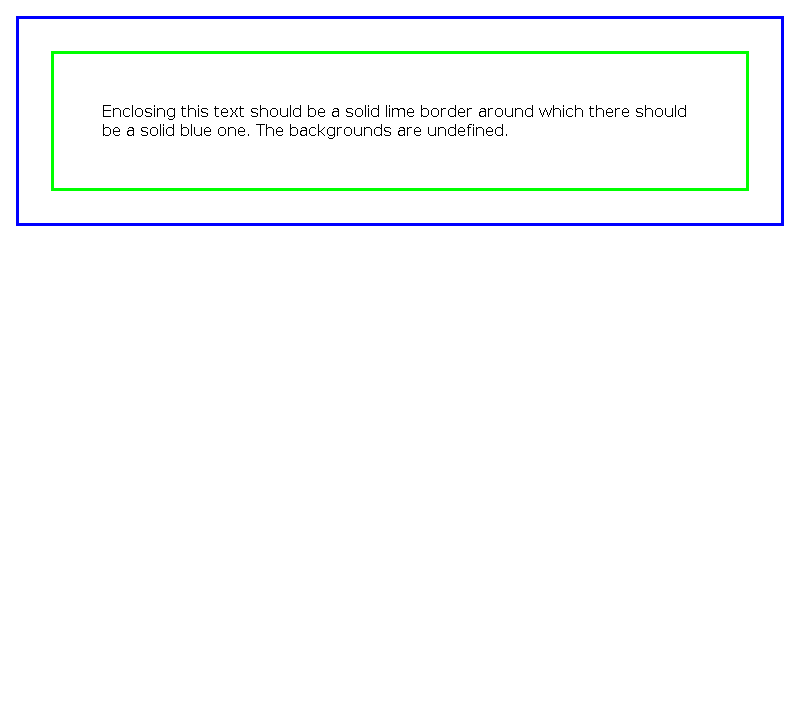 Enclosing this text should be a solid lime border around which there should
be a solid blue one. The backgrounds are undefined.